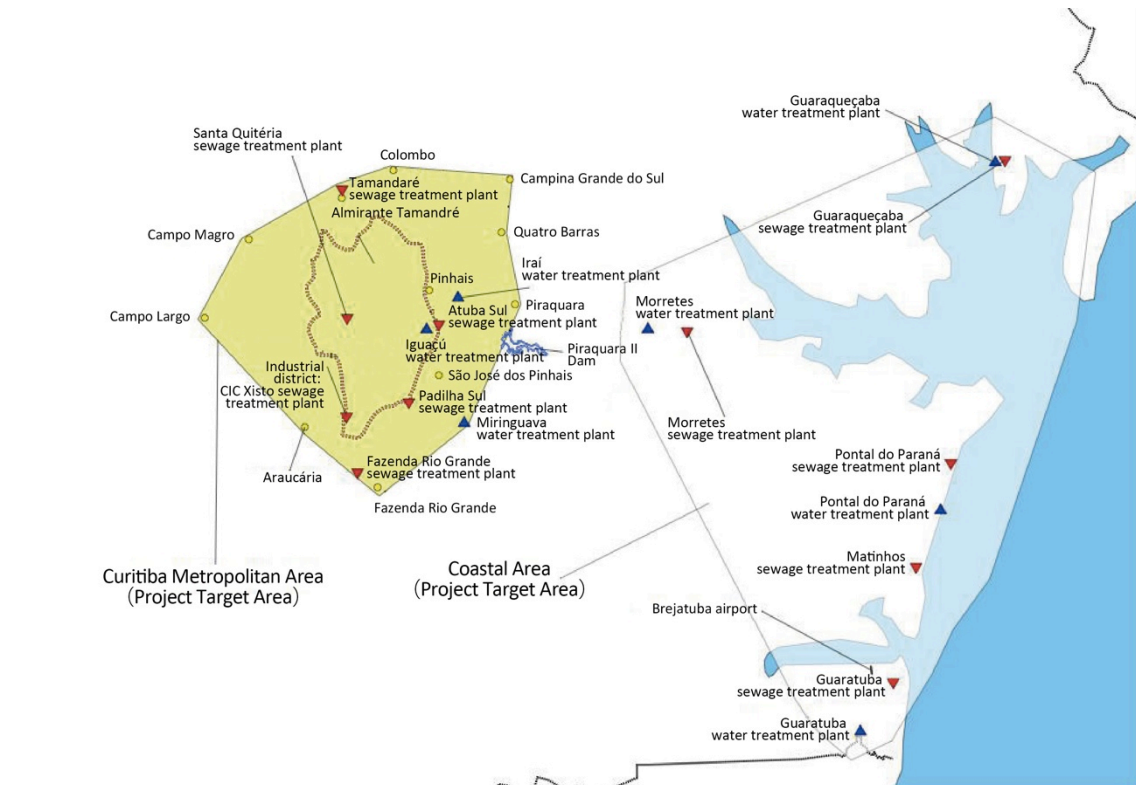 Guaraqueçaba
water treatment plant
Santa Quitéria
sewage treatment plant
Colombo
Tamandaré
sewage treatment plant
Campina Grande do Sul
Almirante Tamandré
Guaraqueçaba
sewage treatment plant
Campo Magro
Quatro Barras
Iraí
water treatment plant
Pinhais
Morretes
water treatment plant
Campo Largo
Atuba Sul
sewage treatment plant
Piraquara
Iguaçú
water treatment plant
Piraquara II
Dam
Industrial
district:
CIC Xisto sewage
treatment plant
São José dos Pinhais
Padilha Sul
sewage treatment plant
Miringuava
water treatment plant
Morretes
sewage treatment plant
Araucária
Fazenda Rio Grande
sewage treatment plant
Pontal do Paraná
sewage treatment plant
Fazenda Rio Grande
Pontal do Paraná
water treatment plant
Curitiba Metropolitan Area
(Project Target Area)
Coastal Area
(Project Target Area)
Matinhos
sewage treatment plant
Brejatuba airport
Guaratuba
sewage treatment plant
Guaratuba
water treatment plant